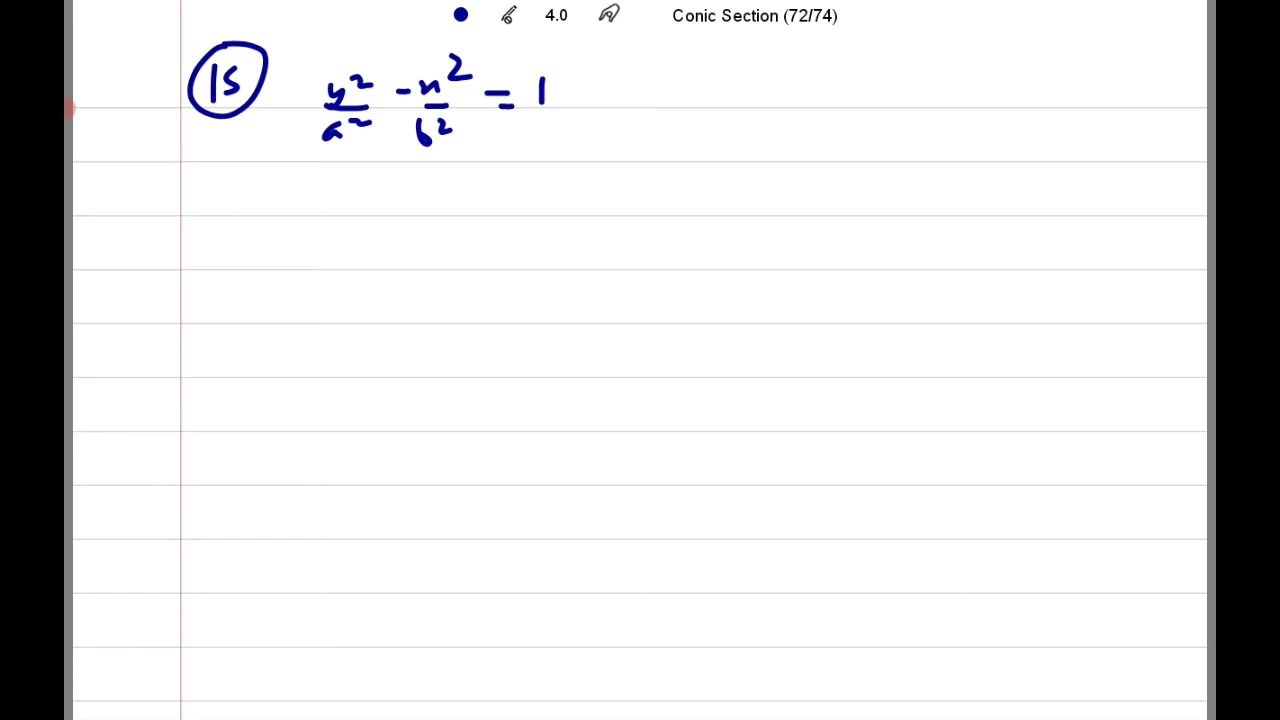 4.0 Conic Section (72/74)
15 y²/a² - x²/b² = 1